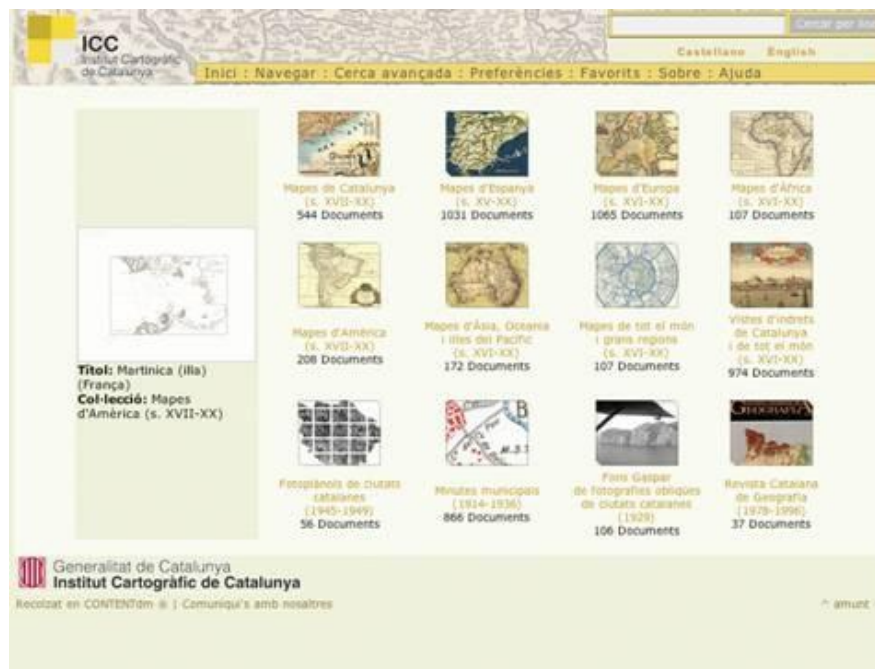 ICC
Institut Cartogràfic
de Catalunya
Cercar per
Castellano English
Inici : Navegar : Cerca avançada : Preferències : Favorits : Sobre : Ajuda
Mapes de Catalunya
(s. XVII-XX)
544 Documents
Mapes d'Espanya
(s. XV-XX)
1031 Documents
Mapes d'Europa
(s. XVI-XX)
1065 Documents
Mapes d'Àfrica
(s. XVI-XX)
107 Documents
Títol: Martinica (illa)
(França)
Col·lecció: Mapes
d'Amèrica (s. XVII-XX)
Mapes d'Amèrica
(s. XVII-XX)
208 Documents
Mapes d'Àsia, Oceania
i illes del Pacífic
(s. XVI-XX)
172 Documents
Mapes de tot el món
i grans regions
(s. XVI-XX)
107 Documents
Vistes d'indrets
de Catalunya
i de tot el món
(s. XVI-XX)
974 Documents
Fotoplànols de ciutats
catalanes
(1945-1949)
56 Documents
Minutes municipals
(1914-1936)
866 Documents
Fons Gaspar
de fotografies obliqües
de ciutats catalanes
(1929)
106 Documents
Revista Catalana
de Geografia
(1978-1996)
37 Documents
Generalitat de Catalunya
Institut Cartogràfic de Catalunya
Recolzat en CONTENTdm ® | Comuniqui's amb nosaltres
^ amunt